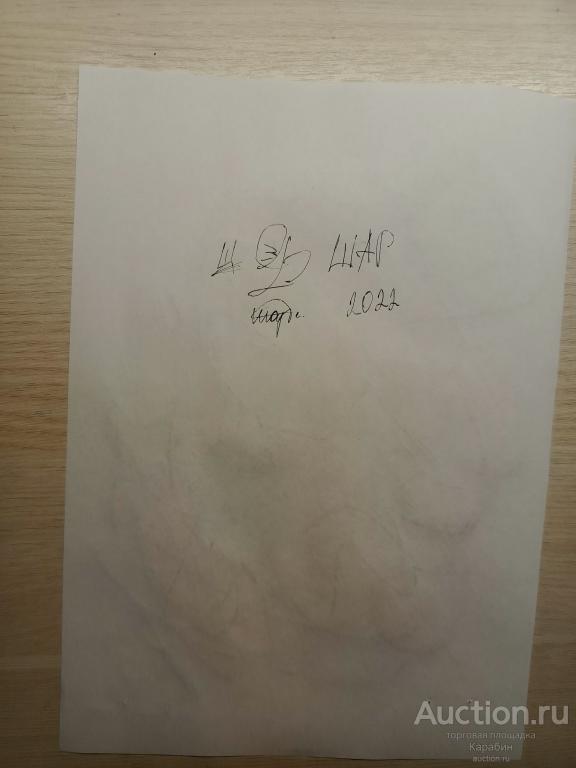 ШАР
2022
Auction.ru
торговая площадка
Карабин
auction.ru